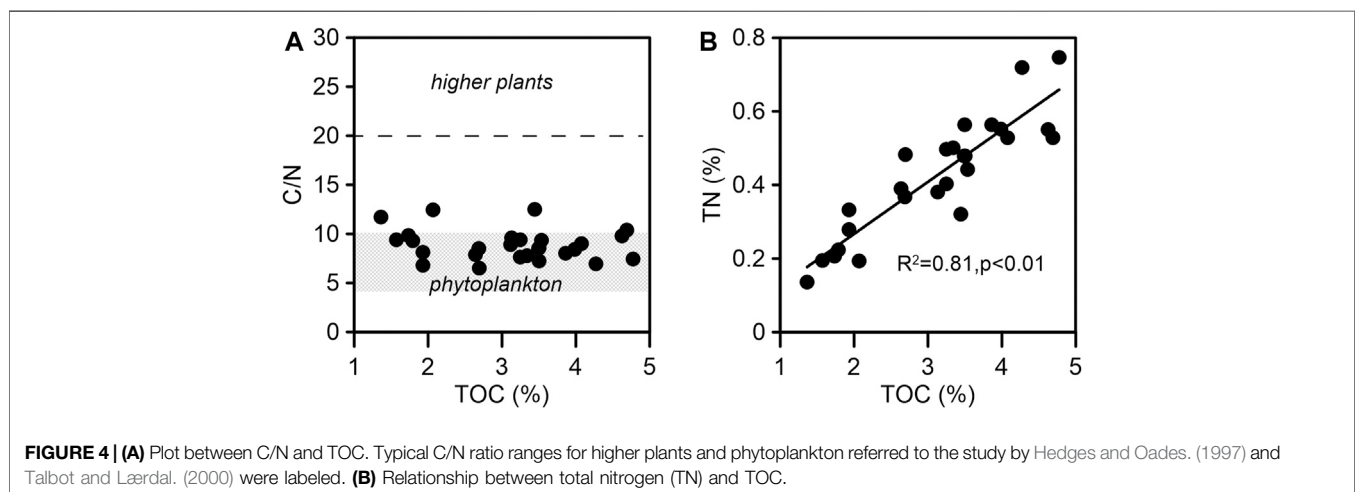 A
30
25
20
15
10
5
0
C/N
higher plants
phytoplankton
1 2 3 4 5
TOC (%)
B
0.8
0.6
0.4
0.2
0
TN (%)
R²=0.81,p<0.01
1 2 3 4 5
TOC (%)
FIGURE 4 | (A) Plot between C/N and TOC. Typical C/N ratio ranges for higher plants and phytoplankton referred to the study by Hedges and Oades. (1997) and
Talbot and Lærdal. (2000) were labeled. (B) Relationship between total nitrogen (TN) and TOC.